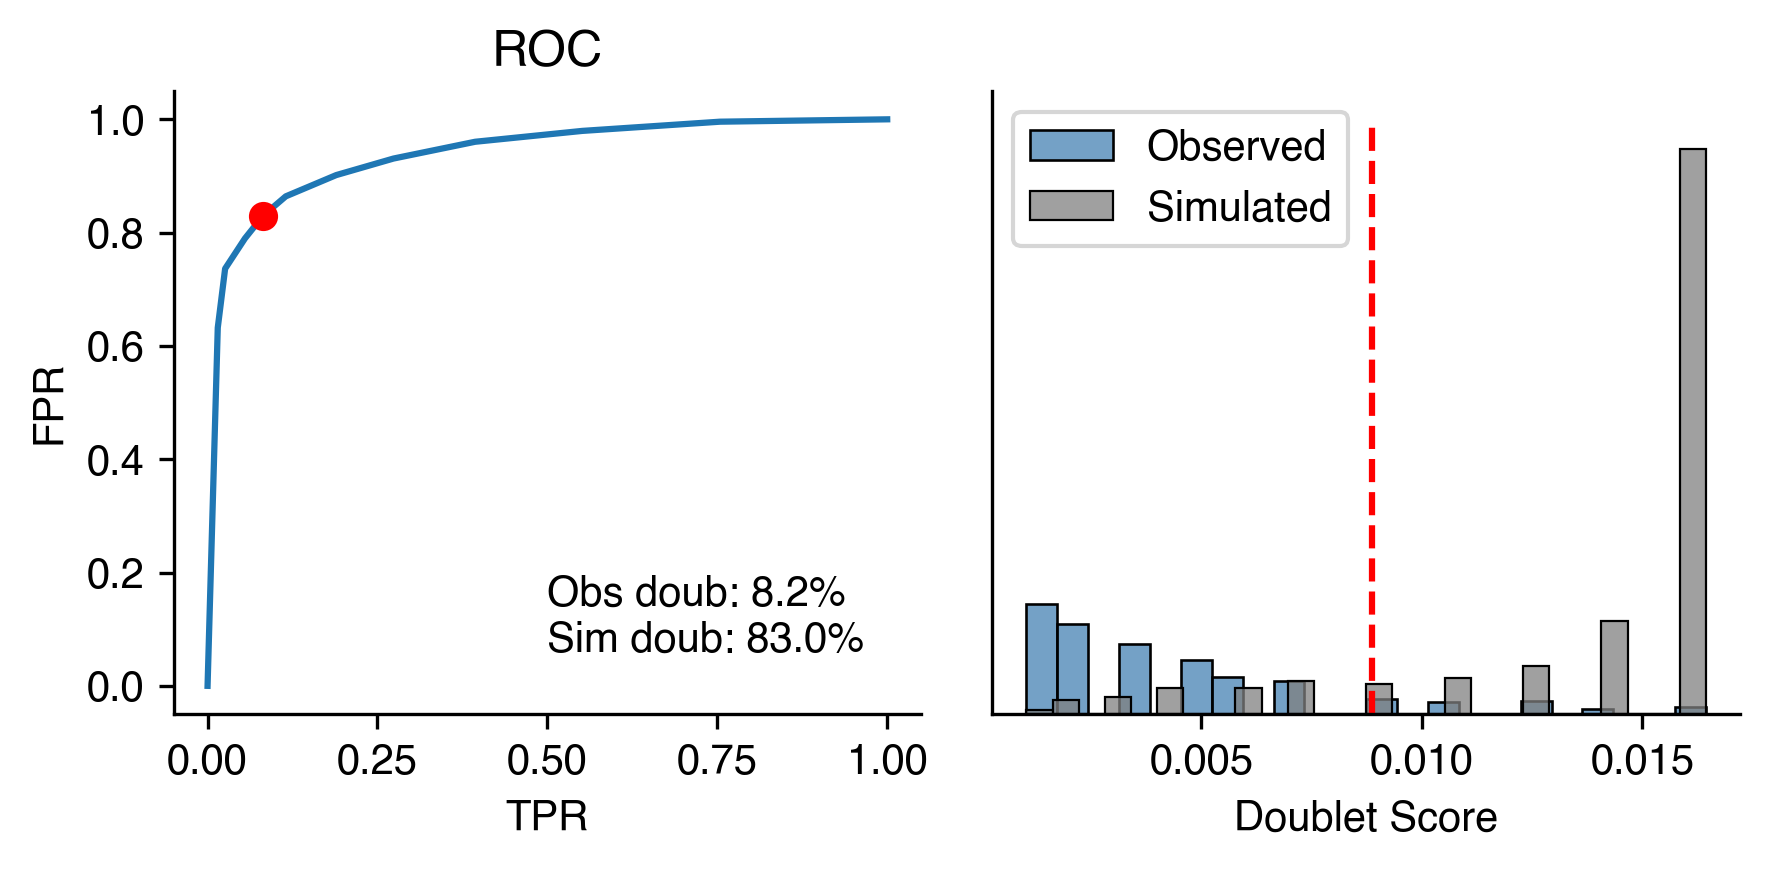 ROC
1.0
0.8
0.6
0.4
0.2
0.0
FPR
Obs doub: 8.2%
Sim doub: 83.0%
0.00 0.25 0.50 0.75 1.00
TPR
Observed
Simulated
0.005 0.010 0.015
Doublet Score